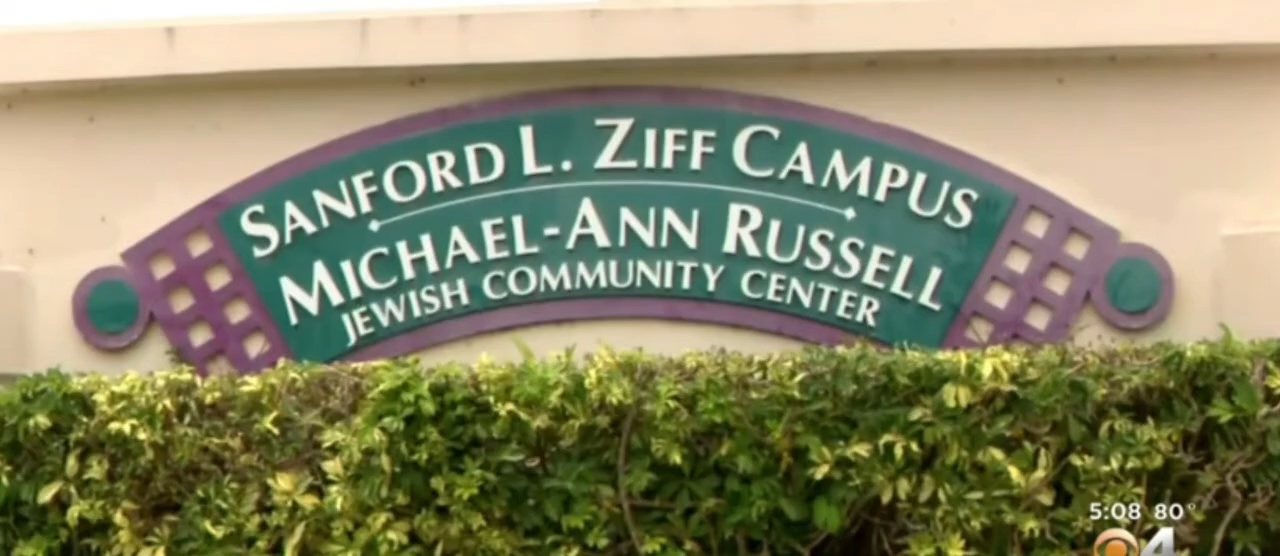 SANFORD L. ZIFF CAMPUS
MICHAEL-ANN RUSSELL
JEWISH COMMUNITY CENTER
5:08 80°
4